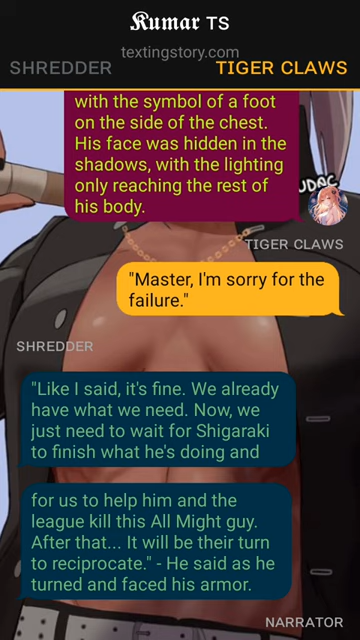 𝕶𝖚𝖒𝖆𝖗 TS
textingstory.com
SHREDDER
TIGER CLAWS
with the symbol of a foot
on the side of the chest.
His face was hidden in the
shadows, with the lighting
only reaching the rest of
his body.
TIGER CLAWS
"Master, I'm sorry for the
failure."
SHREDDER
"Like I said, it's fine. We already
have what we need. Now, we
just need to wait for Shigaraki
to finish what he's doing and
for us to help him and the
league kill this All Might guy.
After that... It will be their turn
to reciprocate." - He said as he
turned and faced his armor.
NARRATOR